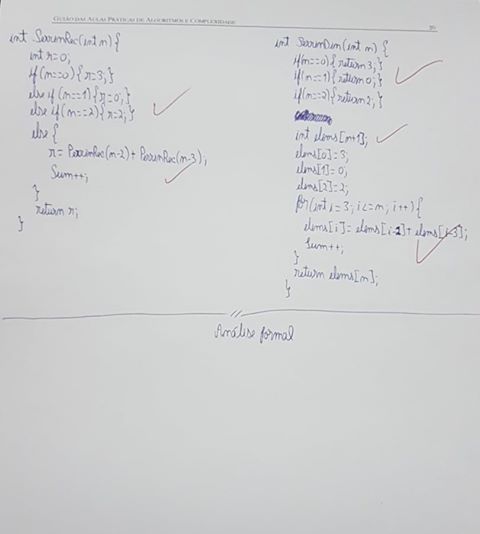 GUIÃO DAS AULAS PRÁTICAS DE ALGORITMOS E COMPLEXIDADE
int PerrinRec(int n){
int r=0;
if(n==0){r=3;}
else if(n==1){r=0;}
else if(n==2){r=2;}
else {
r=PerrinRec(n-2)+PerrinRec(n-3);
Sum++;
}
return r;
}
int PerrinDin(int n) {
if(n==0){return 3;}
if(n==1){return 0;}
if(n==2){return 2;}
int elems[n+1];
elems[0]=3;
elems[1]=0;
elems[2]=2;
for(int i=3; i<=n; i++){
elems[i]=elems[i-2]+elems[i-3];
Sum++;
}
return elems[n];
}
Análise formal